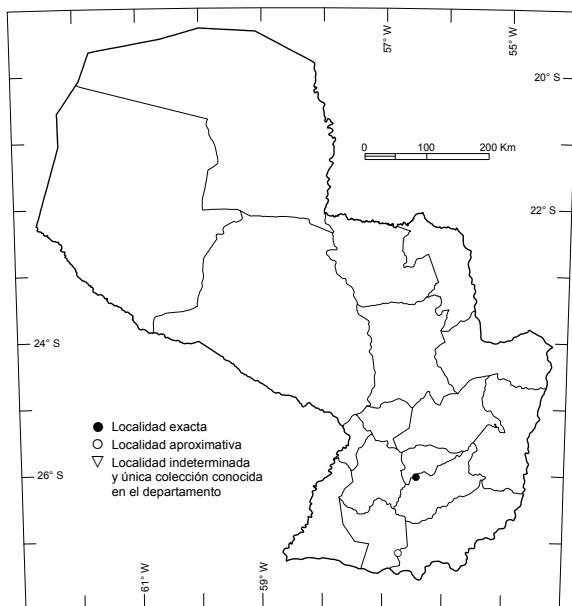 57° W
55° W
20° S
0 100 200 Km
22° S
24° S
Localidad exacta
Localidad aproximativa
Localidad indeterminada
y única colección conocida
en el departamento
26° S
61° W
59° W